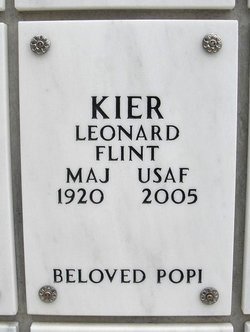 KIER
LEONARD
FLINT
MAJ USAF
1920 2005
BELOVED POPI